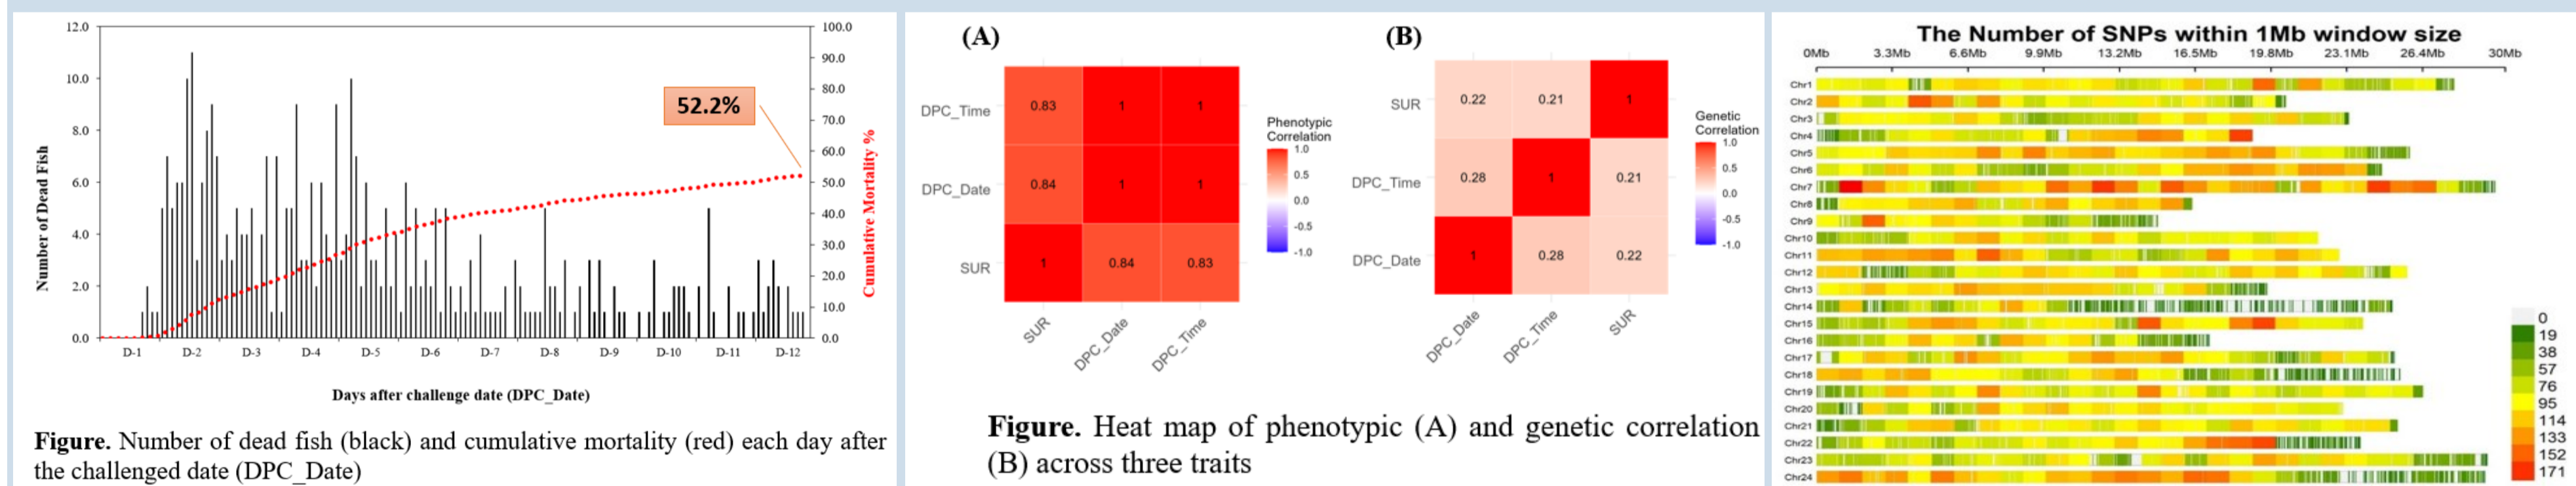 12.0
10.0
8.0
6.0
4.0
2.0
0.0
Number of Dead Fish
100.0
90.0
80.0
70.0
60.0
50.0
40.0
30.0
20.0
10.0
0.0
Cumulative Mortality %
52.2%
D-1 D-2 D-3 D-4 D-5 D-6 D-7 D-8 D-9 D-10 D-11 D-12
Days after challenge date (DPC_Date)
Figure. Number of dead fish (black) and cumulative mortality (red) each day after
the challenged date (DPC_Date)
(A)
DPC_Time 0.83 1 1
DPC_Date 0.84 1 1
SUR 1 0.84 0.83
SUR DPC_Date DPC_Time
Phenotypic
Correlation
1.0
0.5
0.0
-0.5
-1.0
(B)
SUR 0.22 0.21 1
DPC_Time 0.28 1 0.21
DPC_Date 1 0.28 0.22
DPC_Date DPC_Time SUR
Genetic
Correlation
1.0
0.5
0.0
-0.5
-1.0
Figure. Heat map of phenotypic (A) and genetic correlation
(B) across three traits
The Number of SNPs within 1Mb window size
0Mb 3.3Mb 6.6Mb 9.9Mb 13.2Mb 16.5Mb 19.8Mb 23.1Mb 26.4Mb 30Mb
Chr1
Chr2
Chr3
Chr4
Chr5
Chr6
Chr7
Chr8
Chr9
Chr10
Chr11
Chr12
Chr13
Chr14
Chr15
Chr16
Chr17
Chr18
Chr19
Chr20
Chr21
Chr22
Chr23
Chr24
0
19
38
57
76
95
114
133
152
171